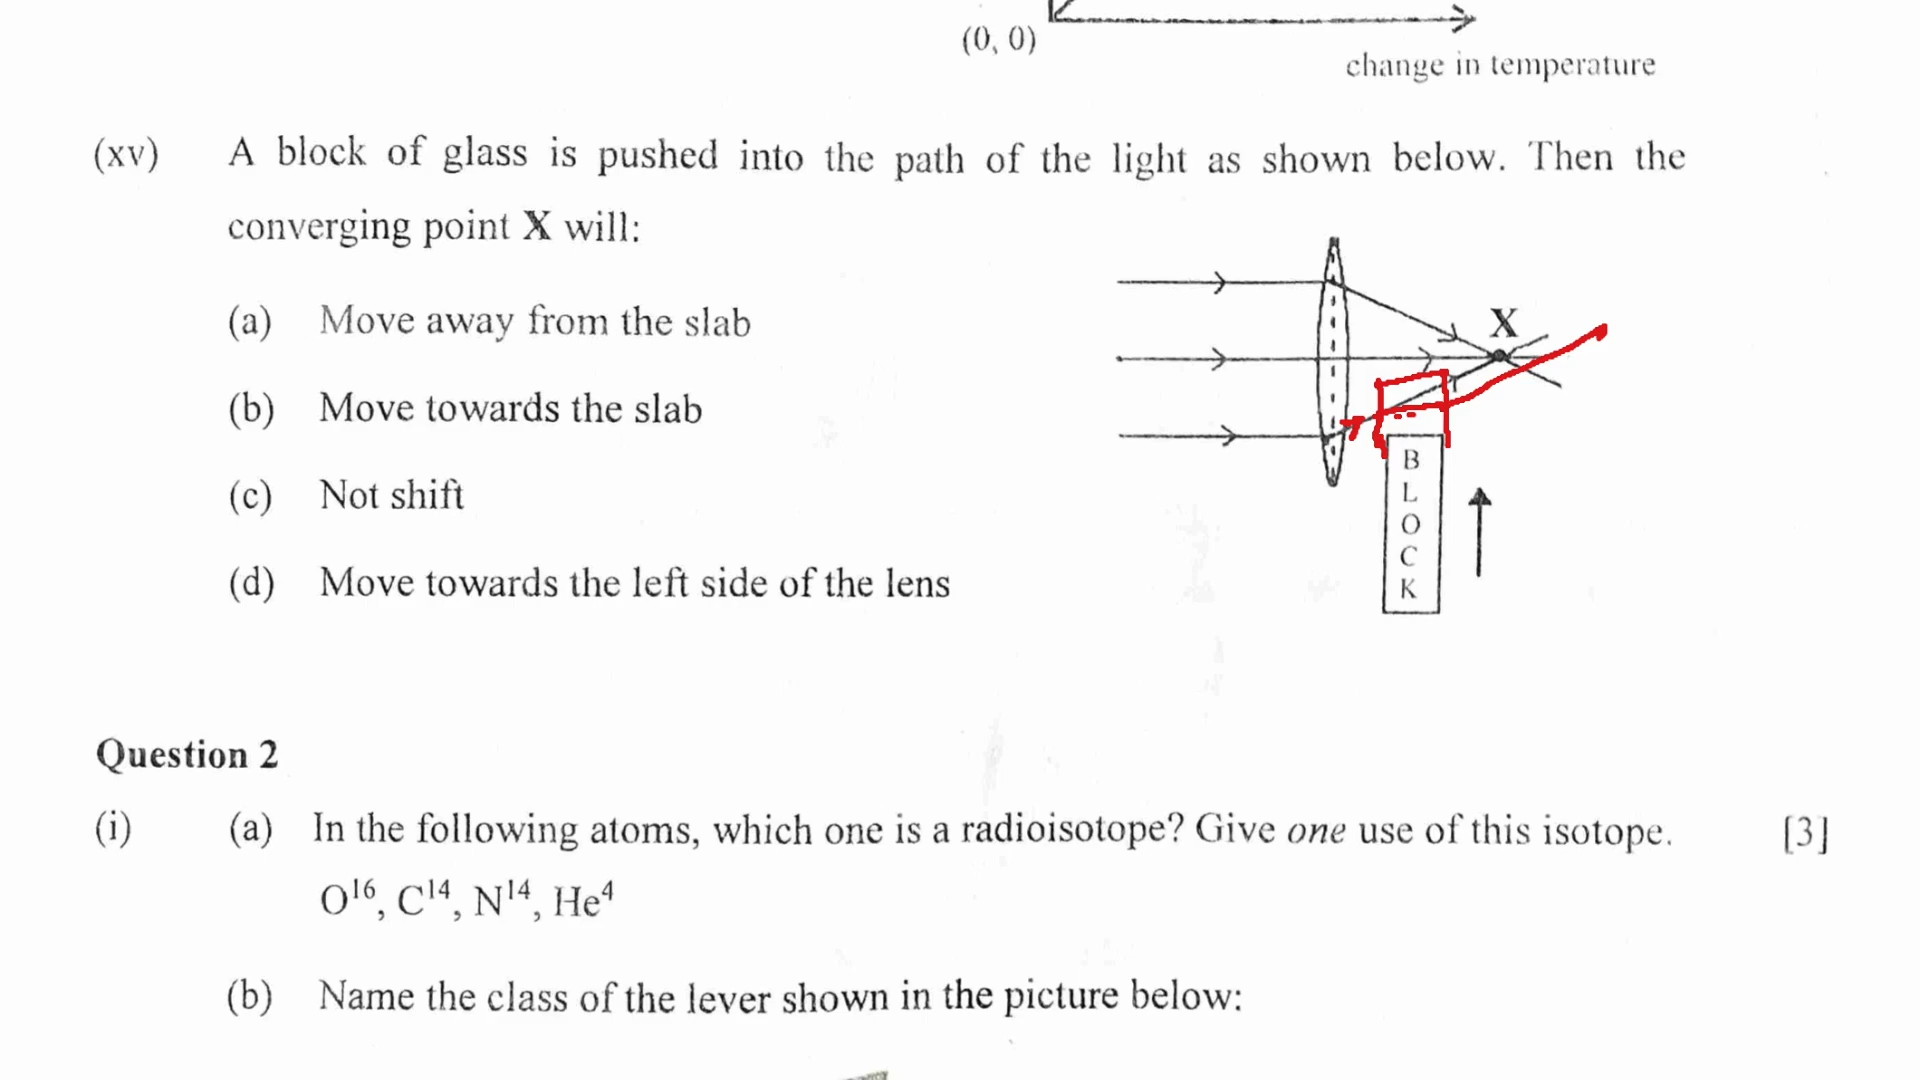 (0, 0)
change in temperature
(xv) A block of glass is pushed into the path of the light as shown below. Then the
converging point X will:
(a) Move away from the slab
(b) Move towards the slab
(c) Not shift
(d) Move towards the left side of the lens
X
B
L
O
C
K
Question 2
(i) (a) In the following atoms, which one is a radioisotope? Give one use of this isotope. [3]
O¹⁶, C¹⁴, N¹⁴, He⁴
(b) Name the class of the lever shown in the picture below: